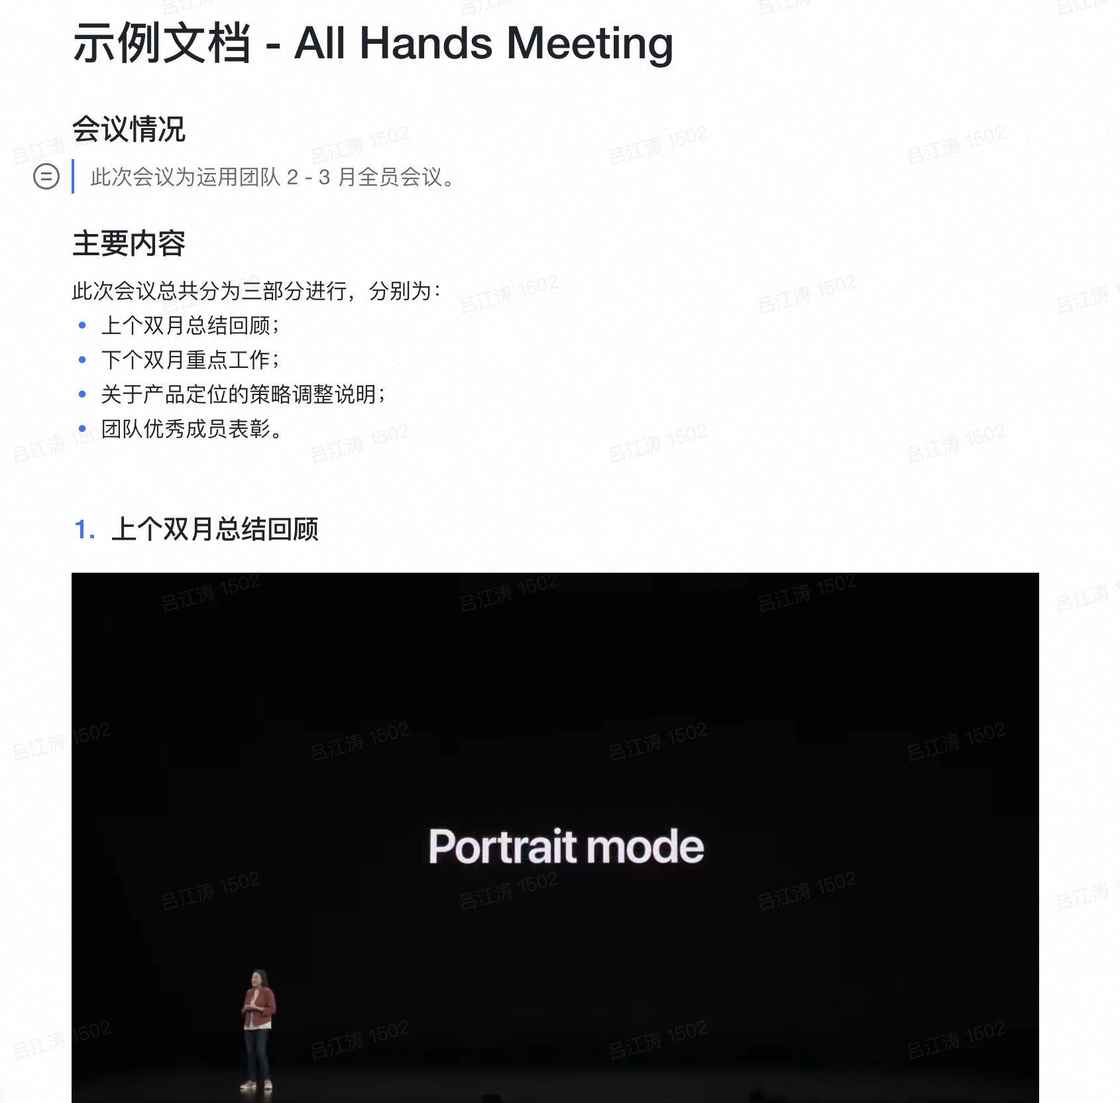 示例文档 - All Hands Meeting
会议情况
此次会议为运用团队 2 - 3 月全员会议。
主要内容
此次会议总共分为三部分进行，分别为：
• 上个双月总结回顾；
• 下个双月重点工作；
• 关于产品定位的策略调整说明；
• 团队优秀成员表彰。
1. 上个双月总结回顾
Portrait mode
吕江涛 1502